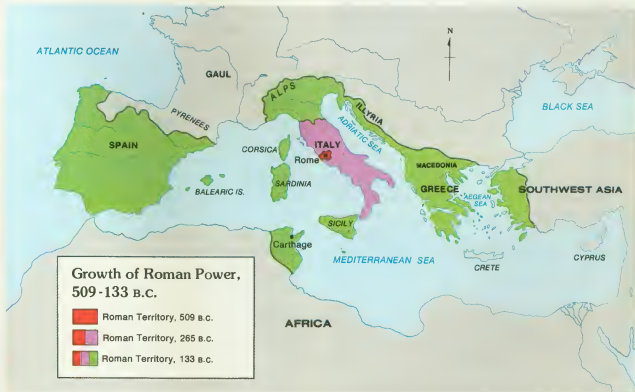 N
ATLANTIC OCEAN
GAUL
ALPS
BLACK SEA
PYRENEES
ILLYRIA
ADRIATIC SEA
SPAIN
CORSICA
ITALY
Rome
MACEDONIA
BALEARIC IS.
SARDINIA
GREECE
AEGEAN
SEA
SOUTHWEST ASIA
SICILY
Carthage
MEDITERRANEAN SEA
CRETE
CYPRUS
AFRICA
Growth of Roman Power,
509-133 B.C.
Roman Territory, 509 B.C.
Roman Territory, 265 B.C.
Roman Territory, 133 B.C.